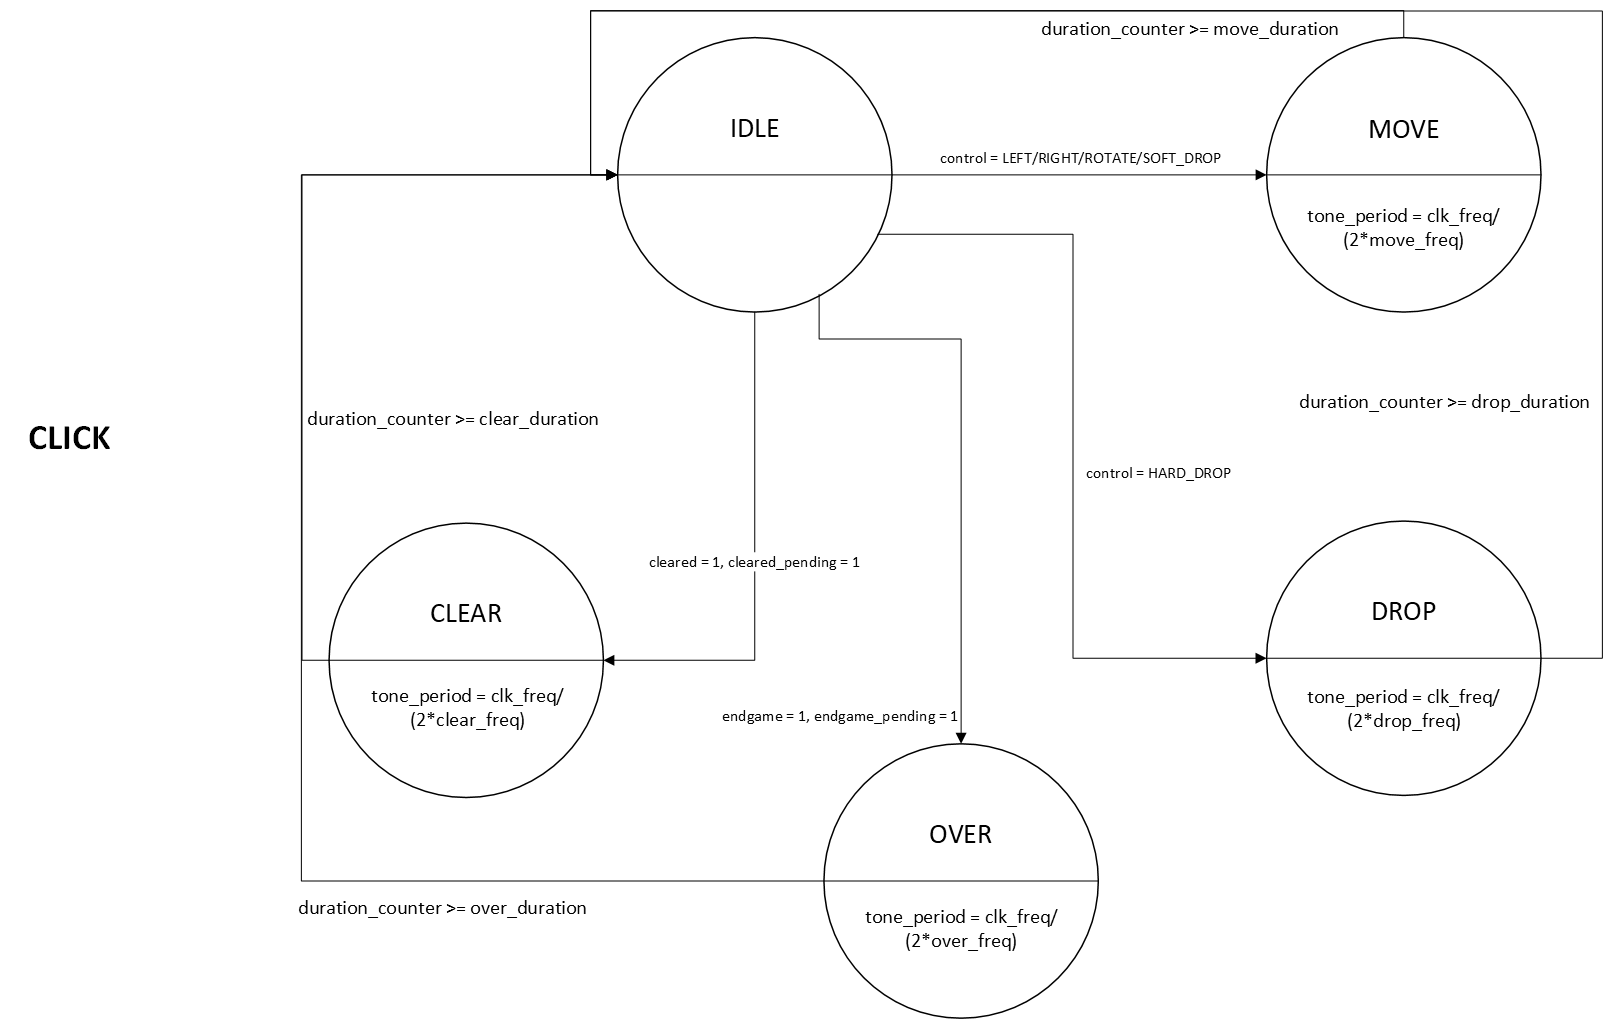 duration_counter >= move_duration
IDLE
MOVE
control = LEFT/RIGHT/ROTATE/SOFT_DROP
tone_period = clk_freq/
(2*move_freq)
duration_counter >= drop_duration
duration_counter >= clear_duration
CLICK
control = HARD_DROP
cleared = 1, cleared_pending = 1
CLEAR
DROP
tone_period = clk_freq/
(2*clear_freq)
tone_period = clk_freq/
(2*drop_freq)
endgame = 1, endgame_pending = 1
OVER
duration_counter >= over_duration
tone_period = clk_freq/
(2*over_freq)